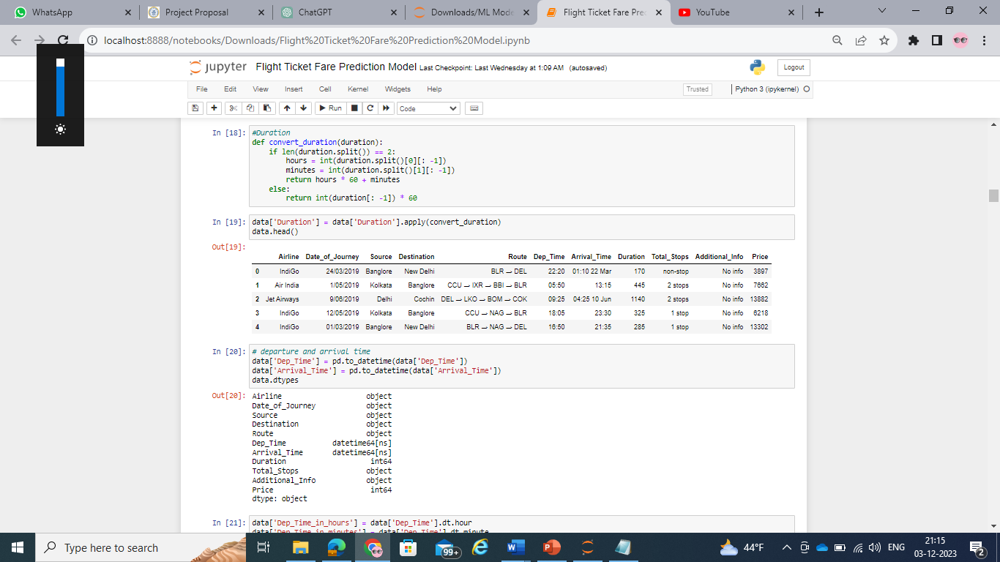 WhatsApp
Project Proposal
ChatGPT
Downloads/ML Mode
Flight Ticket Fare Pre
YouTube
localhost:8888/notebooks/Downloads/Flight%20Ticket%20Fare%20Prediction%20Model.ipynb
jupyter Flight Ticket Fare Prediction Model Last Checkpoint: Last Wednesday at 1:09 AM (autosaved)
Logout
File Edit View Insert Cell Kernel Widgets Help
Trusted
Python 3 (ipykernel)
Run
Code
In [18]: #Duration
def convert_duration(duration):
    if len(duration.split()) == 2:
        hours = int(duration.split()[0][: -1])
        minutes = int(duration.split()[1][: -1])
        return hours * 60 + minutes
    else:
        return int(duration[: -1]) * 60
In [19]: data['Duration'] = data['Duration'].apply(convert_duration)
data.head()
Out[19]:
Airline Date_of_Journey Source Destination Route Dep_Time Arrival_Time Duration Total_Stops Additional_Info Price
0 IndiGo 24/03/2019 Banglore New Delhi BLR → DEL 22:20 01:10 22 Mar 170 non-stop No info 3897
1 Air India 1/05/2019 Kolkata Banglore CCU → IXR → BBI → BLR 05:50 13:15 445 2 stops No info 7662
2 Jet Airways 9/06/2019 Delhi Cochin DEL → LKO → BOM → COK 09:25 04:25 10 Jun 1140 2 stops No info 13882
3 IndiGo 12/05/2019 Kolkata Banglore CCU → NAG → BLR 18:05 23:30 325 1 stop No info 6218
4 IndiGo 01/03/2019 Banglore New Delhi BLR → NAG → DEL 16:50 21:35 285 1 stop No info 13302
In [20]: # departure and arrival time
data['Dep_Time'] = pd.to_datetime(data['Dep_Time'])
data['Arrival_Time'] = pd.to_datetime(data['Arrival_Time'])
data.dtypes
Out[20]: Airline object
Date_of_Journey object
Source object
Destination object
Route object
Dep_Time datetime64[ns]
Arrival_Time datetime64[ns]
Duration int64
Total_Stops object
Additional_Info object
Price int64
dtype: object
In [21]: data['Dep_Time_in_hours'] = data['Dep_Time'].dt.hour
data['Dep_Time_in_minutes'] = data['Dep_Time'].dt.minute
Type here to search
99+
44°F
ENG
21:15
03-12-2023
2